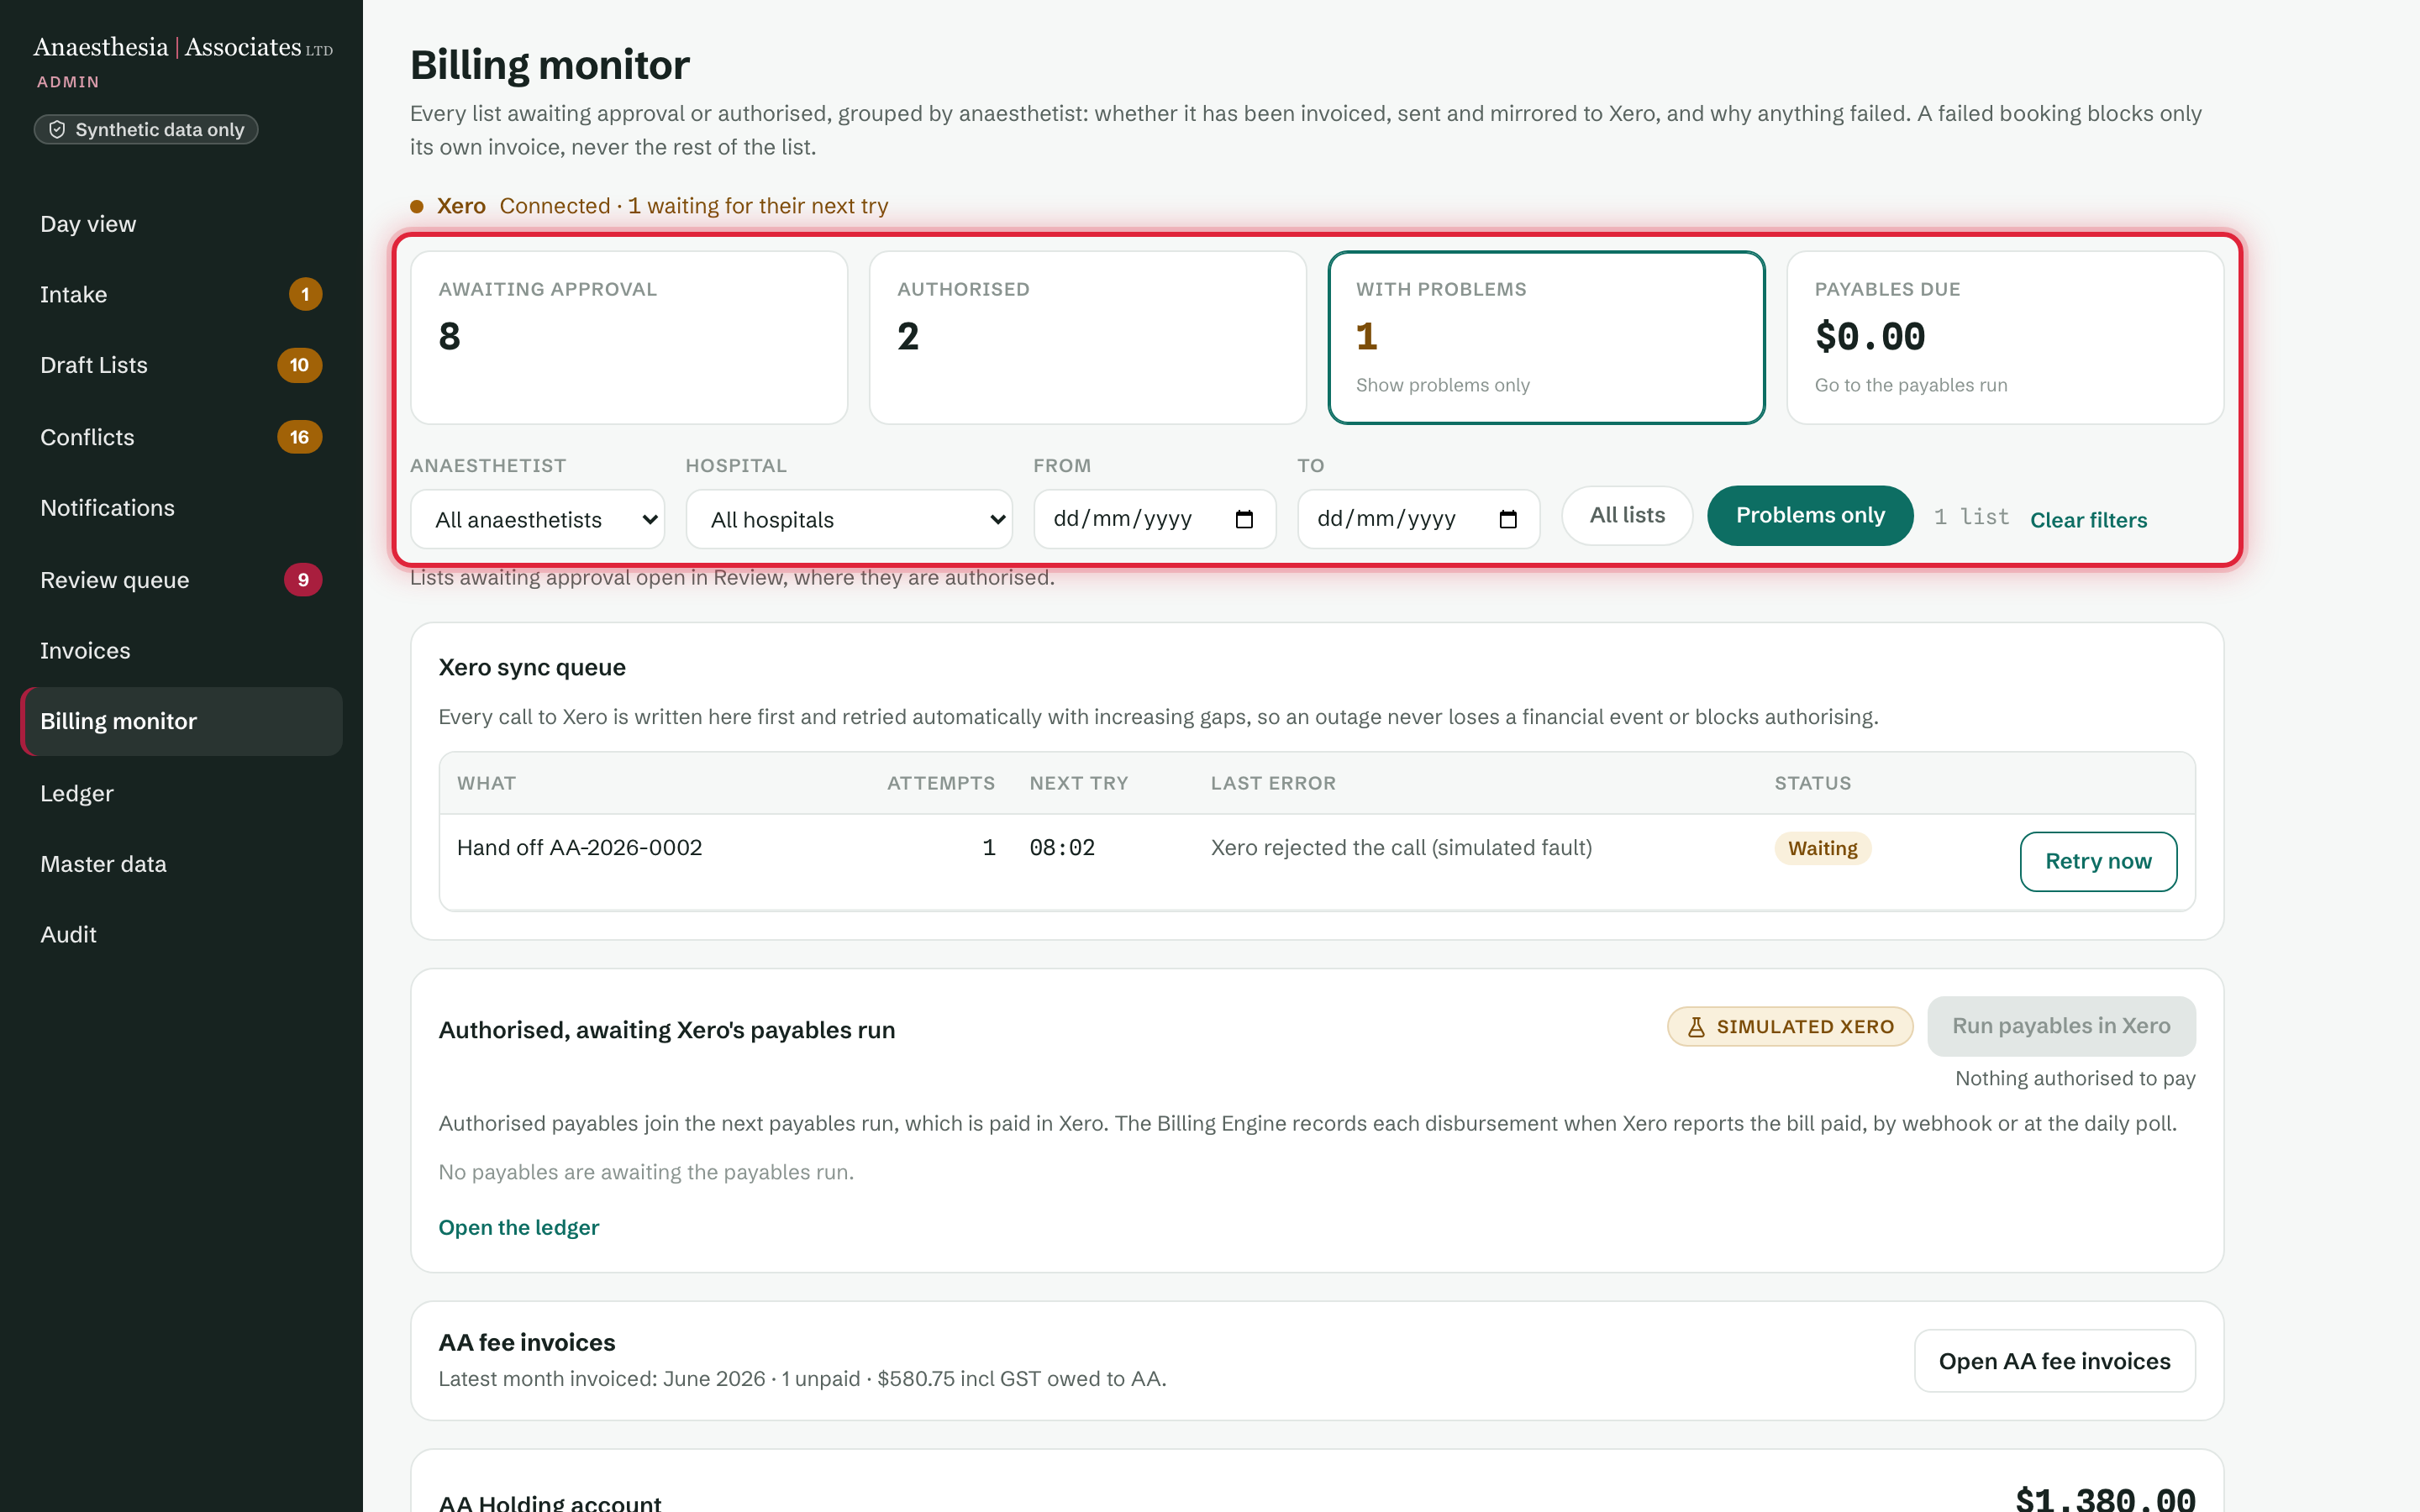 Anaesthesia | Associates LTD
ADMIN
Synthetic data only
Day view
Intake 1
Draft Lists 10
Conflicts 16
Notifications
Review queue 9
Invoices
Billing monitor
Ledger
Master data
Audit
Billing monitor
Every list awaiting approval or authorised, grouped by anaesthetist: whether it has been invoiced, sent and mirrored to Xero, and why anything failed. A failed booking blocks only
its own invoice, never the rest of the list.
Xero Connected · 1 waiting for their next try
AWAITING APPROVAL
8
AUTHORISED
2
WITH PROBLEMS
1
Show problems only
PAYABLES DUE
$0.00
Go to the payables run
ANAESTHETIST HOSPITAL FROM TO
All anaesthetists All hospitals dd/mm/yyyy dd/mm/yyyy All lists Problems only 1 list Clear filters
Lists awaiting approval open in Review, where they are authorised.
Xero sync queue
Every call to Xero is written here first and retried automatically with increasing gaps, so an outage never loses a financial event or blocks authorising.
WHAT ATTEMPTS NEXT TRY LAST ERROR STATUS
Hand off AA-2026-0002 1 08:02 Xero rejected the call (simulated fault) Waiting Retry now
Authorised, awaiting Xero's payables run SIMULATED XERO Run payables in Xero
Nothing authorised to pay
Authorised payables join the next payables run, which is paid in Xero. The Billing Engine records each disbursement when Xero reports the bill paid, by webhook or at the daily poll.
No payables are awaiting the payables run.
Open the ledger
AA fee invoices
Latest month invoiced: June 2026 · 1 unpaid · $580.75 incl GST owed to AA.
Open AA fee invoices
AA Holding account $1,380.00